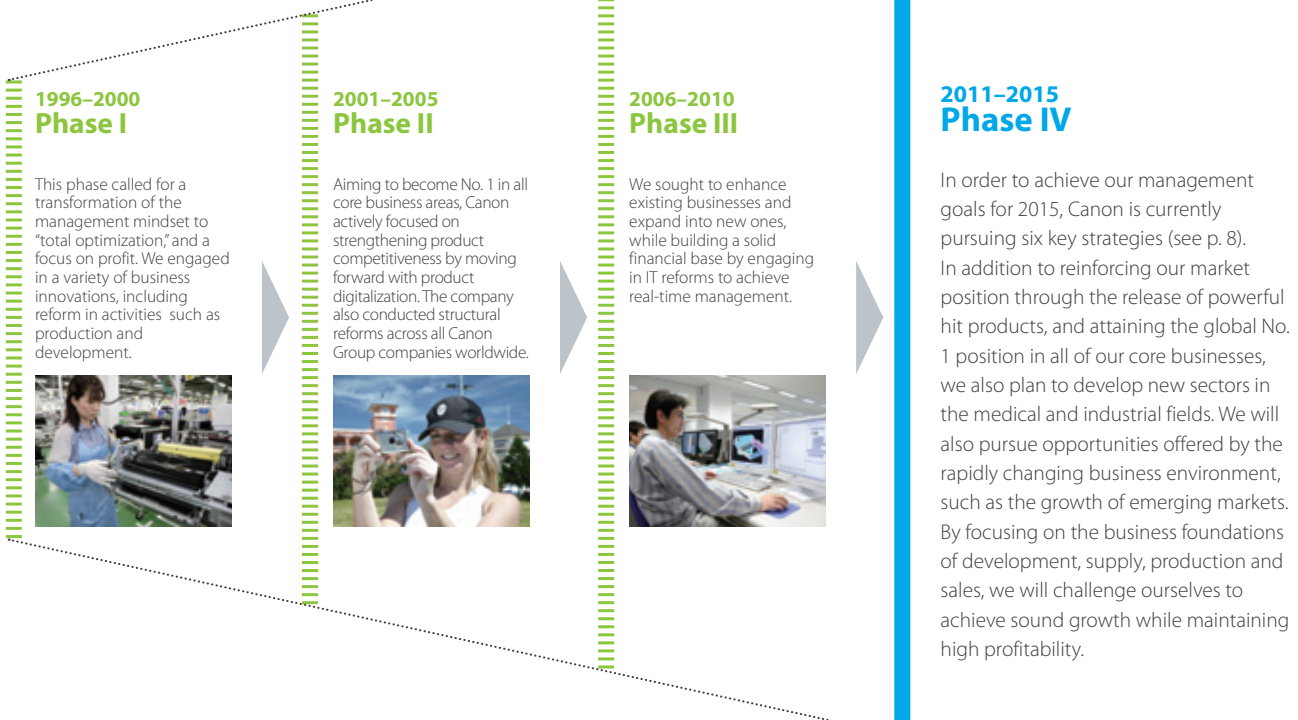 1996–2000
Phase I
This phase called for a
transformation of the
management mindset to
“total optimization,” and a
focus on profit. We engaged
in a variety of business
innovations, including
reform in activities  such as
production and
development.
2001–2005
Phase II
Aiming to become No. 1 in all
core business areas, Canon
actively focused on
strengthening product
competitiveness by moving
forward with product
digitalization. The company
also conducted structural
reforms across all Canon
Group companies worldwide.
2006–2010
Phase III
We sought to enhance
existing businesses and
expand into new ones,
while building a solid
financial base by engaging
in IT reforms to achieve
real-time management.
2011–2015
Phase IV
In order to achieve our management
goals for 2015, Canon is currently
pursuing six key strategies (see p. 8).
In addition to reinforcing our market
position through the release of powerful
hit products, and attaining the global No.
1 position in all of our core businesses,
we also plan to develop new sectors in
the medical and industrial fields. We will
also pursue opportunities offered by the
rapidly changing business environment,
such as the growth of emerging markets.
By focusing on the business foundations
of development, supply, production and
sales, we will challenge ourselves to
achieve sound growth while maintaining
high profitability.